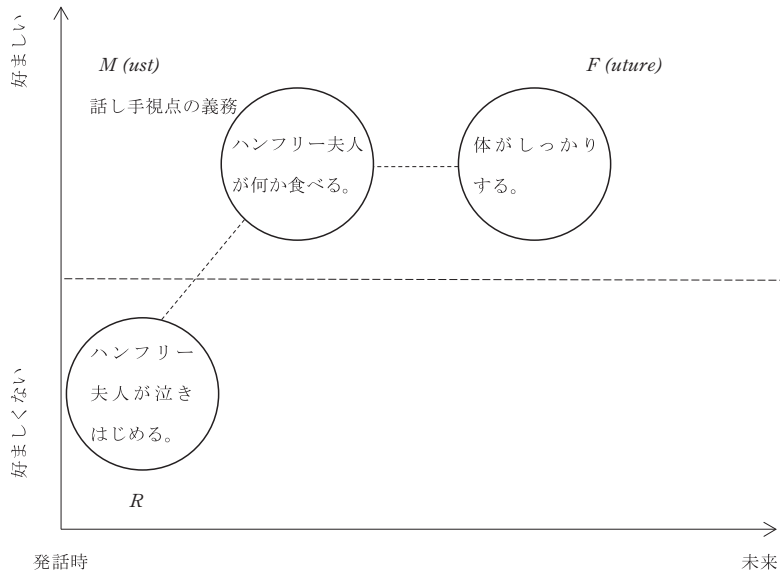 好ましい
M (ust)
F (uture)
話し手視点の義務
ハンフリー夫人
が何か食べる。
体がしっかり
する。
好ましくない
ハンフリー
夫人が泣き
はじめる。
R
発話時
未来